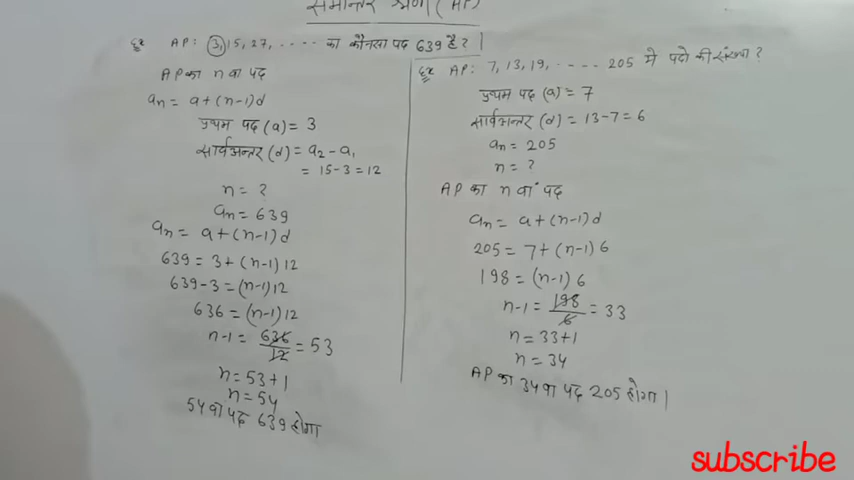 समान्तर श्रेणी (AP)
Ex AP: 3, 15, 27, ..... का कौनसा पद 639 है? |
AP का n वा पद
an = a + (n-1) d
प्रथम पद (a) = 3
सार्वअन्तर (d) = a2 - a1
= 15-3 = 12
n = ?
an = 639
an = a + (n-1) d
639 = 3 + (n-1) 12
639-3 = (n-1) 12
636 = (n-1) 12
n-1 = 636/12 = 53
n = 53+1
n = 54
54 वा पद 639 होगा
Ex AP: 7, 13, 19, ..... 205 मे पदो की संख्या?
प्रथम पद (a) = 7
सार्वअन्तर (d) = 13-7 = 6
an = 205
n = ?
AP का n वां पद
an = a + (n-1) d
205 = 7 + (n-1) 6
198 = (n-1) 6
n-1 = 198/6 = 33
n = 33+1
n = 34
AP का 34 वा पद 205 होगा |
subscribe